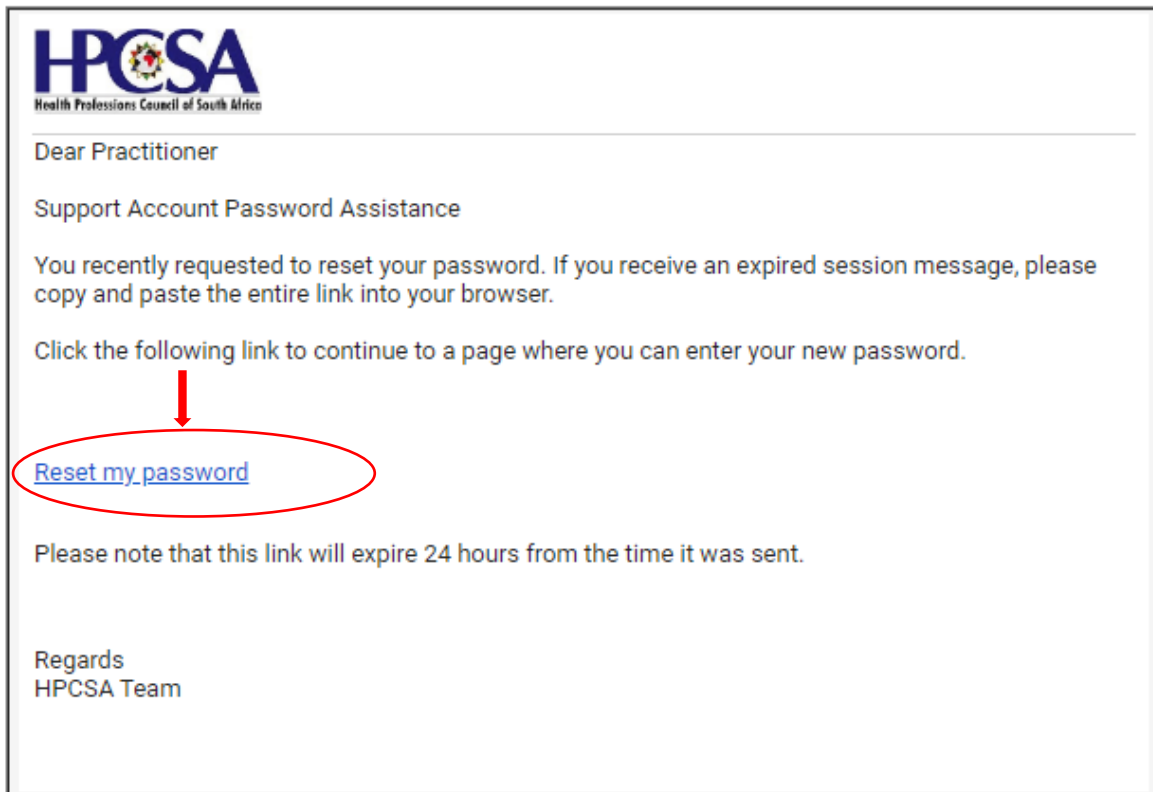 HPCSA
Health Professions Council of South Africa
Dear Practitioner
Support Account Password Assistance
You recently requested to reset your password. If you receive an expired session message, please
copy and paste the entire link into your browser.
Click the following link to continue to a page where you can enter your new password.
Reset my password
Please note that this link will expire 24 hours from the time it was sent.
Regards
HPCSA Team